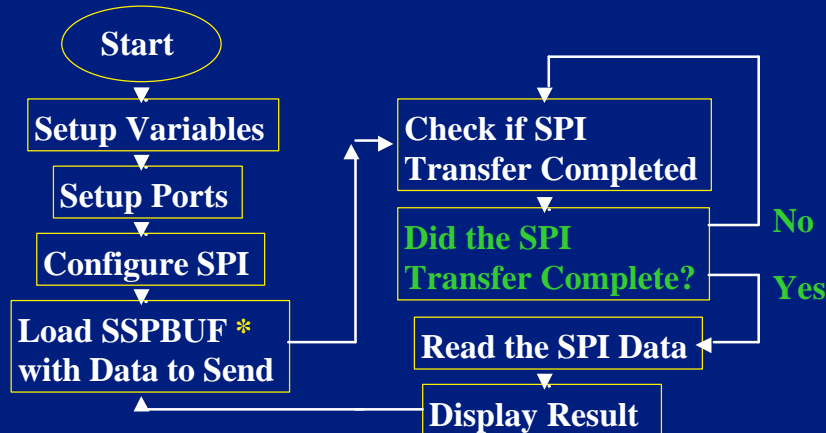 Start
Setup Variables
Setup Ports
Configure SPI
Load SSPBUF *
with Data to Send
Check if SPI
Transfer Completed
Did the SPI
Transfer Complete?
No
Yes
Read the SPI Data
Display Result